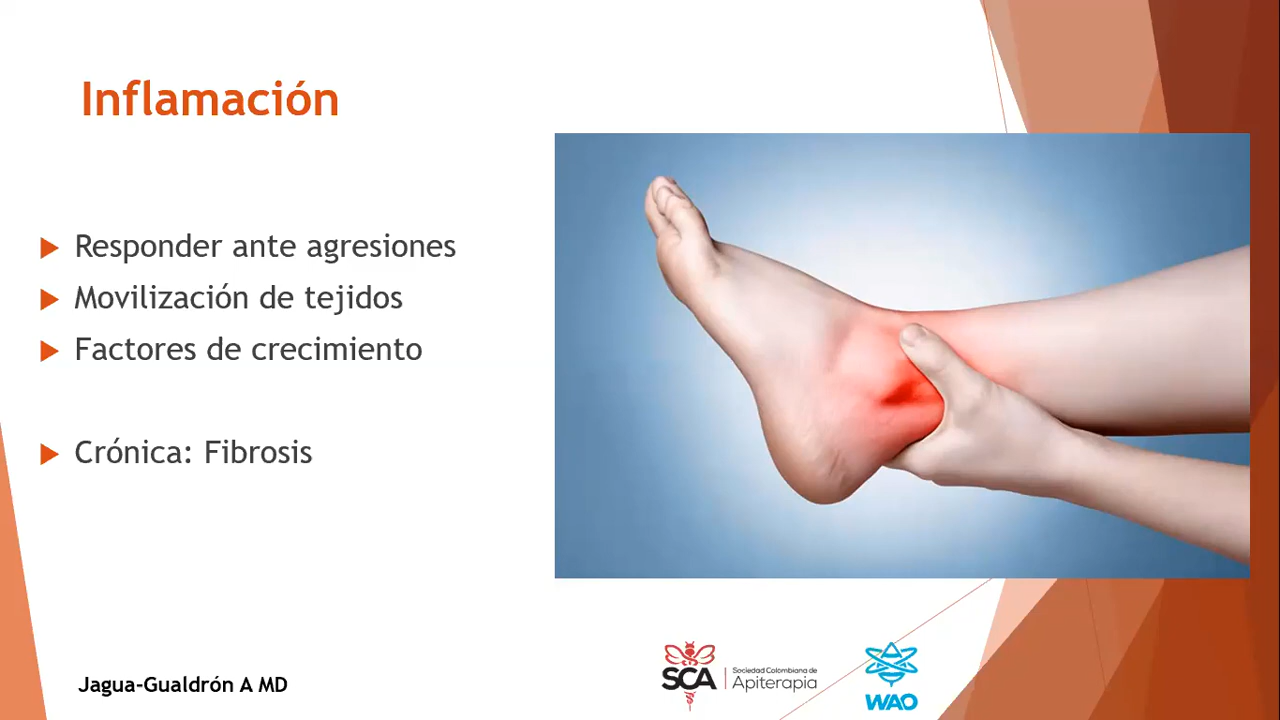 Inflamación
Responder ante agresiones
Movilización de tejidos
Factores de crecimiento
Crónica: Fibrosis
Jagua-Gualdrón A MD
SCA
Sociedad Colombiana de
Apiterapia
WAO